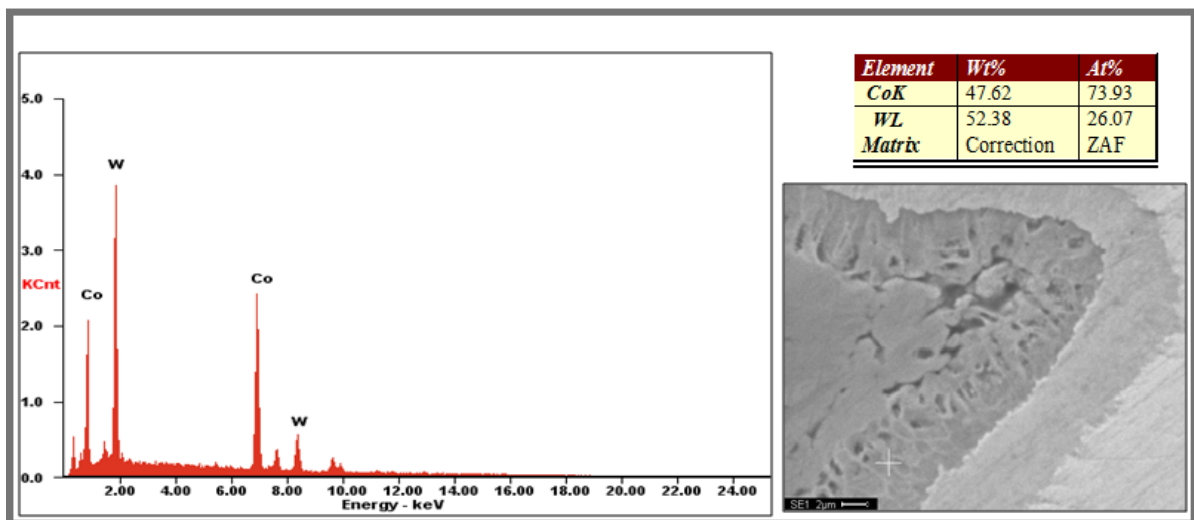 5.0
4.0
3.0
2.0
1.0
0.0
KCnt
Co
W
Co
W
2.00 4.00 6.00 8.00 10.00 12.00 14.00 16.00 18.00 20.00 22.00 24.00
Energy - keV
Element Wt% At%
CoK 47.62 73.93
WL 52.38 26.07
Matrix Correction ZAF
SE1 2µm